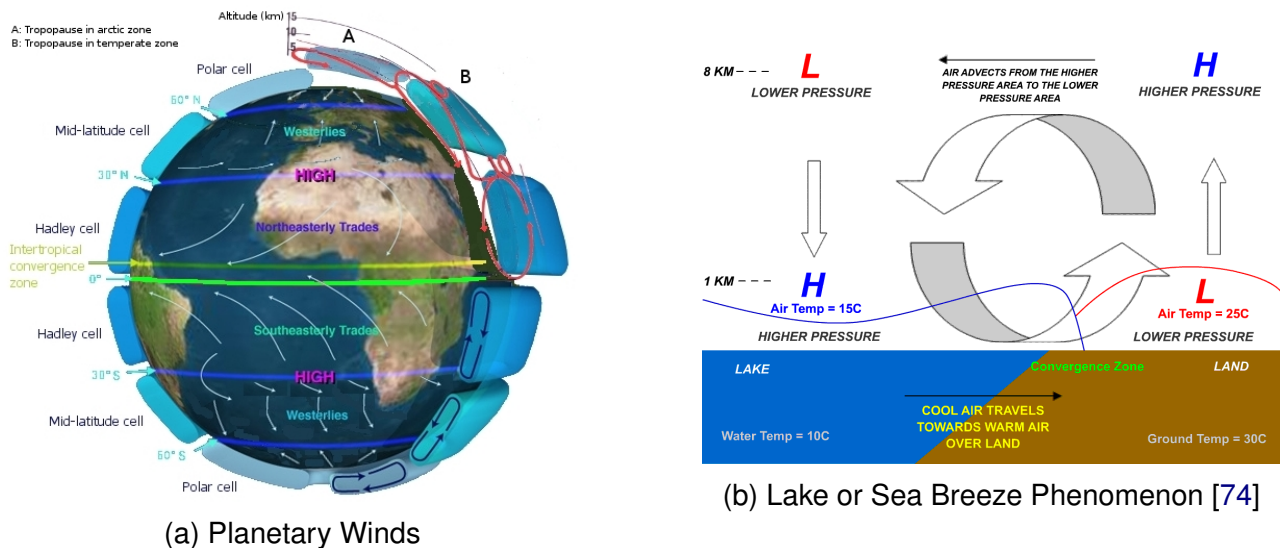 Altitude (km)
15
10
5
A: Tropopause in arctic zone
B: Tropopause in temperate zone
A
B
Polar cell
60° N
Mid-latitude cell
Westerlies
30° N
HIGH
Hadley cell
Northeasterly Trades
Intertropical
convergence
zone
0°
Hadley cell
Southeasterly Trades
30° S
HIGH
Mid-latitude cell
Westerlies
60° S
Polar cell
(a) Planetary Winds
8 KM
L
LOWER PRESSURE
AIR ADVECTS FROM THE HIGHER
PRESSURE AREA TO THE LOWER
PRESSURE AREA
H
HIGHER PRESSURE
1 KM
H
Air Temp = 15C
HIGHER PRESSURE
L
Air Temp = 25C
LOWER PRESSURE
LAKE
Convergence Zone
LAND
COOL AIR TRAVELS
TOWARDS WARM AIR
OVER LAND
Water Temp = 10C
Ground Temp = 30C
(b) Lake or Sea Breeze Phenomenon [74]